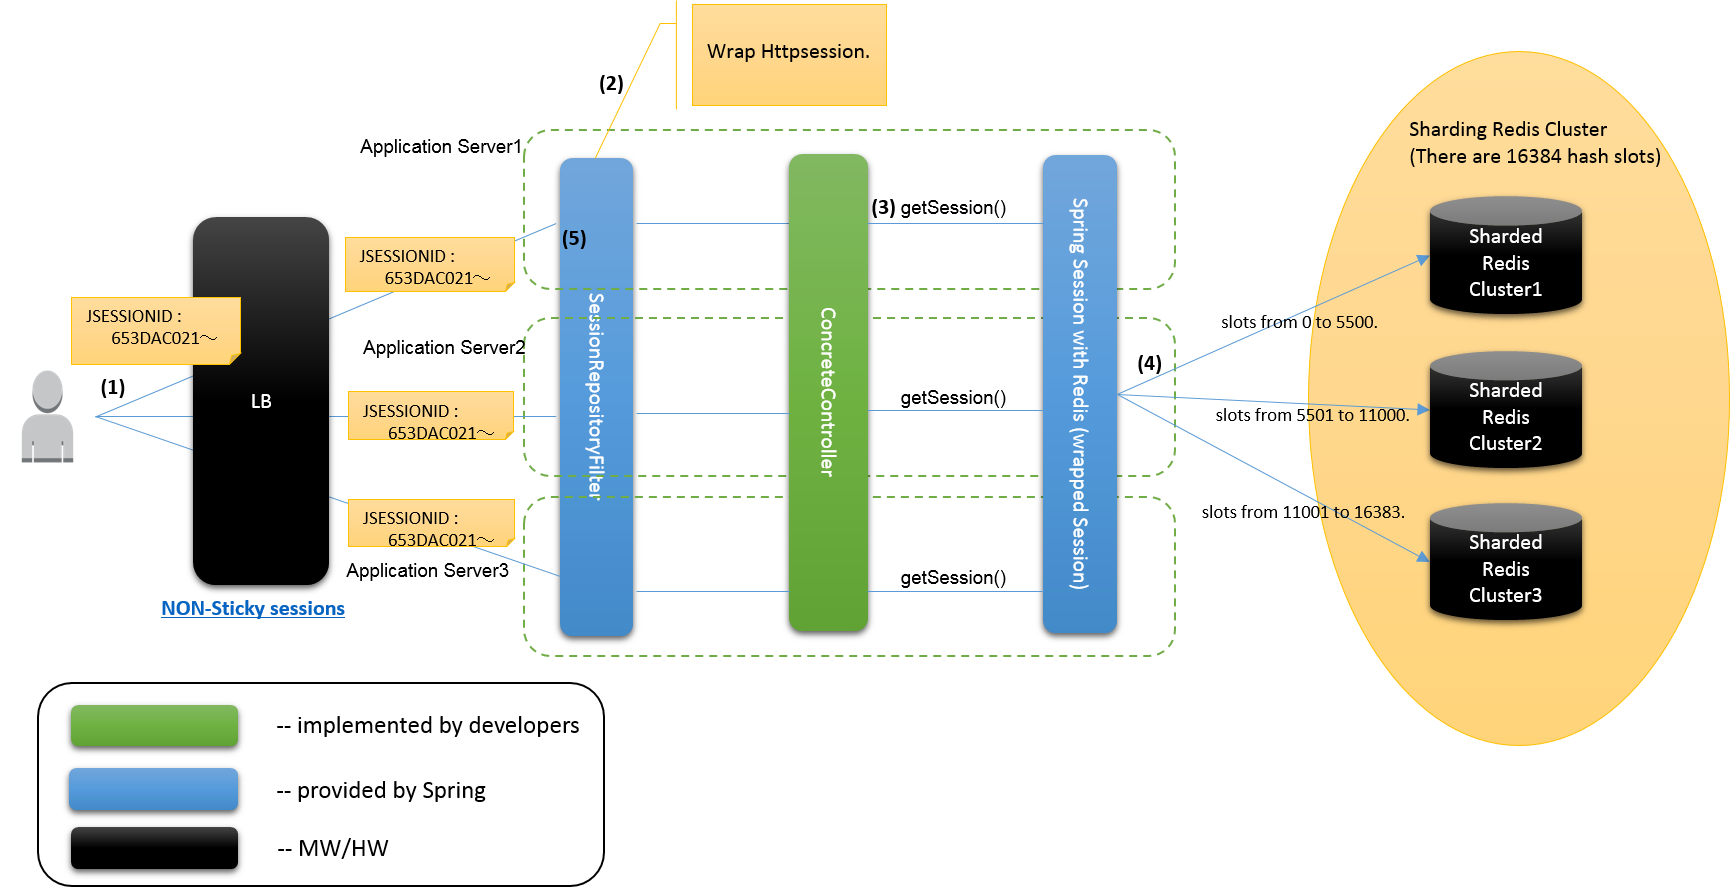 Wrap Httpsession.
(2)
Application Server1
Sharding Redis Cluster
(There are 16384 hash slots)
(3) getSession()
(5)
JSESSIONID :
653DAC021～
Sharded
Redis
Cluster1
JSESSIONID :
653DAC021～
slots from 0 to 5500.
Application Server2
(1)
LB
(4)
getSession()
JSESSIONID :
653DAC021～
slots from 5501 to 11000.
Sharded
Redis
Cluster2
SessionRepositoryFilter
ConcreteController
Spring Session with Redis (wrapped Session)
JSESSIONID :
653DAC021～
slots from 11001 to 16383.
Sharded
Redis
Cluster3
Application Server3
getSession()
NON-Sticky sessions
-- implemented by developers
-- provided by Spring
-- MW/HW